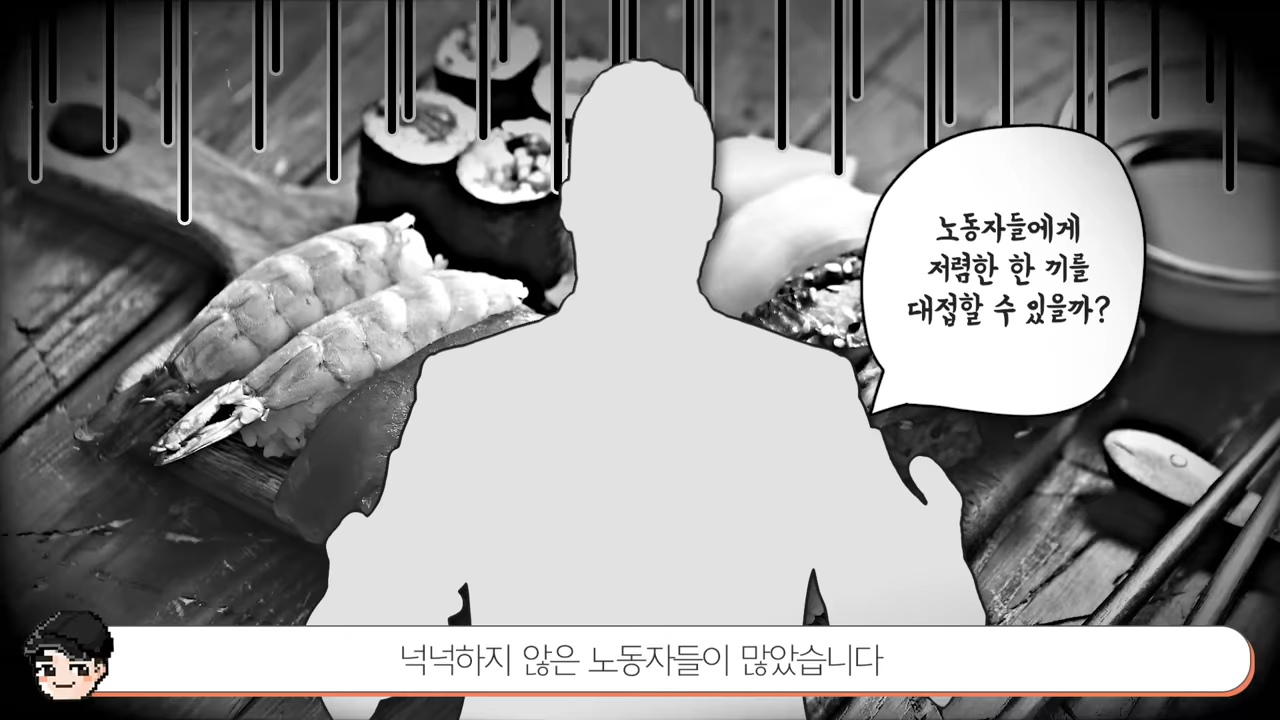 노동자들에게
저렴한 한 끼를
대접할 수 있을까?
넉넉하지 않은 노동자들이 많았습니다